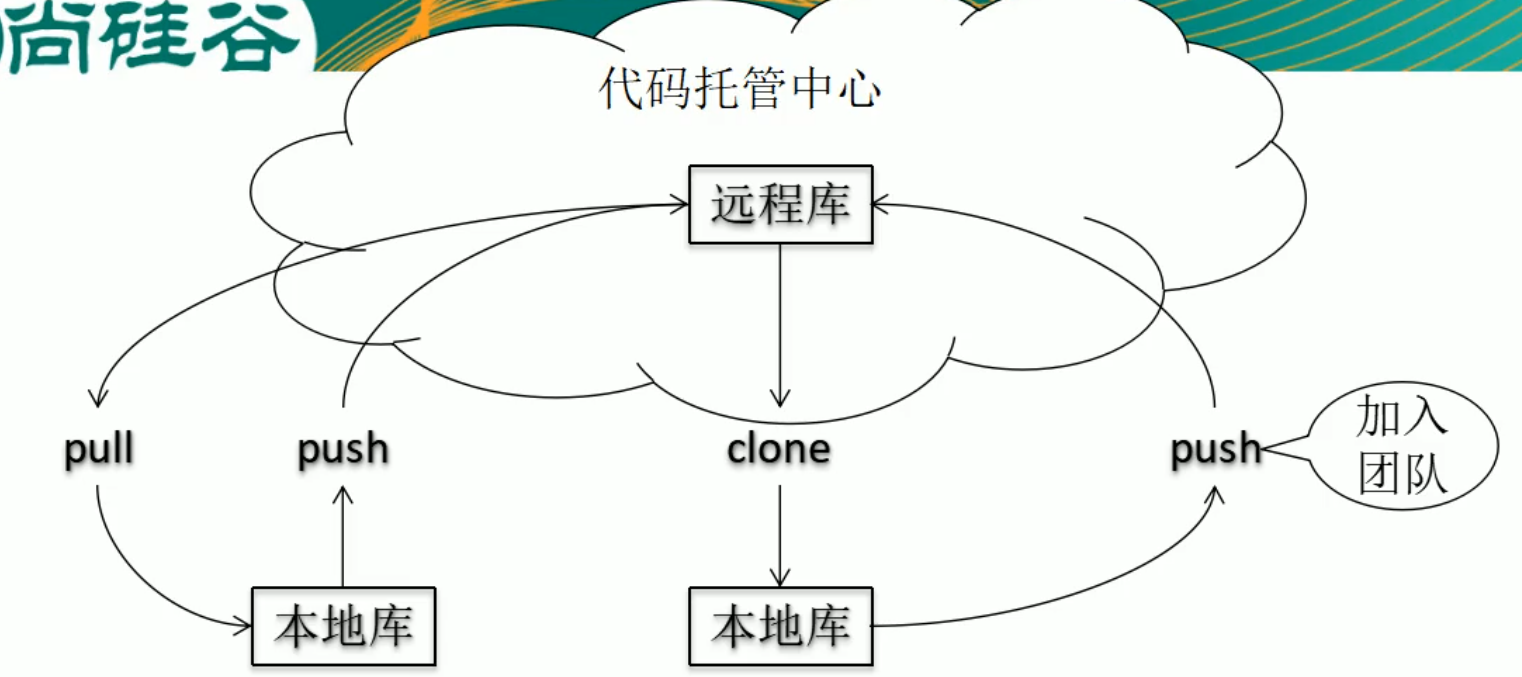 尚硅谷
代码托管中心
远程库
pull
push
clone
push
加入
团队
本地库
本地库